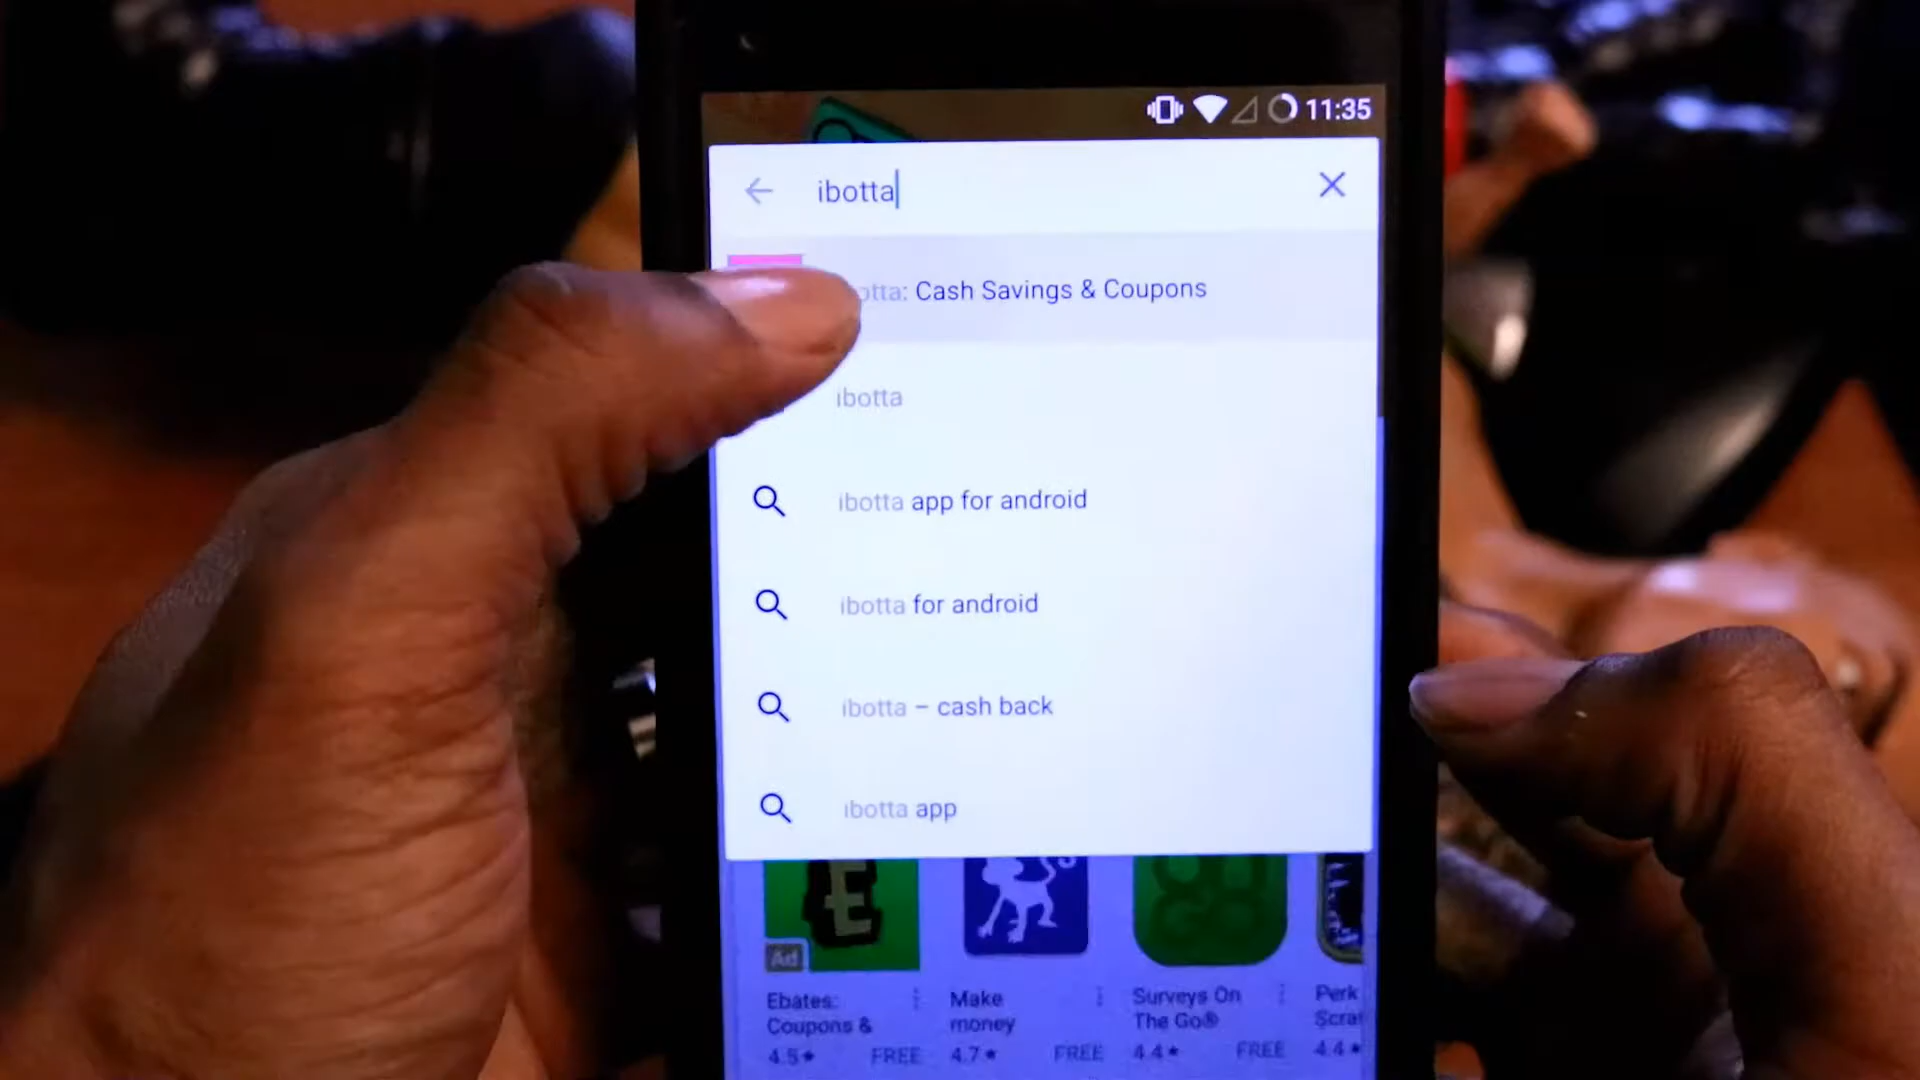 11:35
ibotta
otta: Cash Savings & Coupons
ibotta
ibotta app for android
ibotta for android
ibotta – cash back
ibotta app
E
Ad
Ebates: Coupons &
4.5★ FREE
Make money
4.7★ FREE
Surveys On The Go®
4.4★ FREE
Perk
4.4★